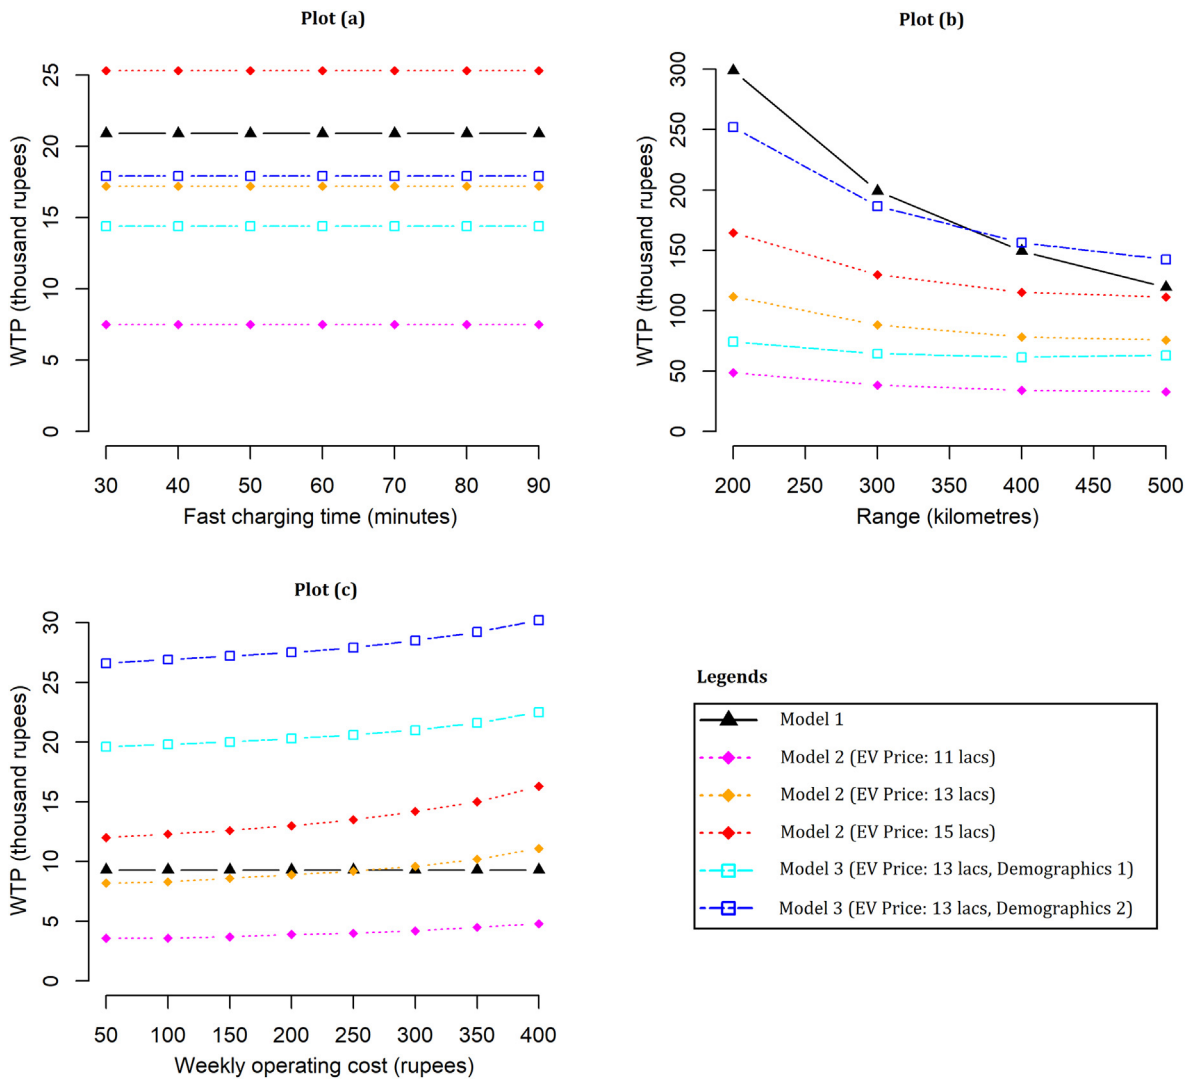 Plot (a)
WTP (thousand rupees)
0 5 10 15 20 25
30 40 50 60 70 80 90
Fast charging time (minutes)
Plot (b)
WTP (thousand rupees)
0 50 100 150 200 250 300
200 250 300 350 400 450 500
Range (kilometres)
Plot (c)
WTP (thousand rupees)
0 5 10 15 20 25 30
50 100 150 200 250 300 350 400
Weekly operating cost (rupees)
Legends
Model 1
Model 2 (EV Price: 11 lacs)
Model 2 (EV Price: 13 lacs)
Model 2 (EV Price: 15 lacs)
Model 3 (EV Price: 13 lacs, Demographics 1)
Model 3 (EV Price: 13 lacs, Demographics 2)